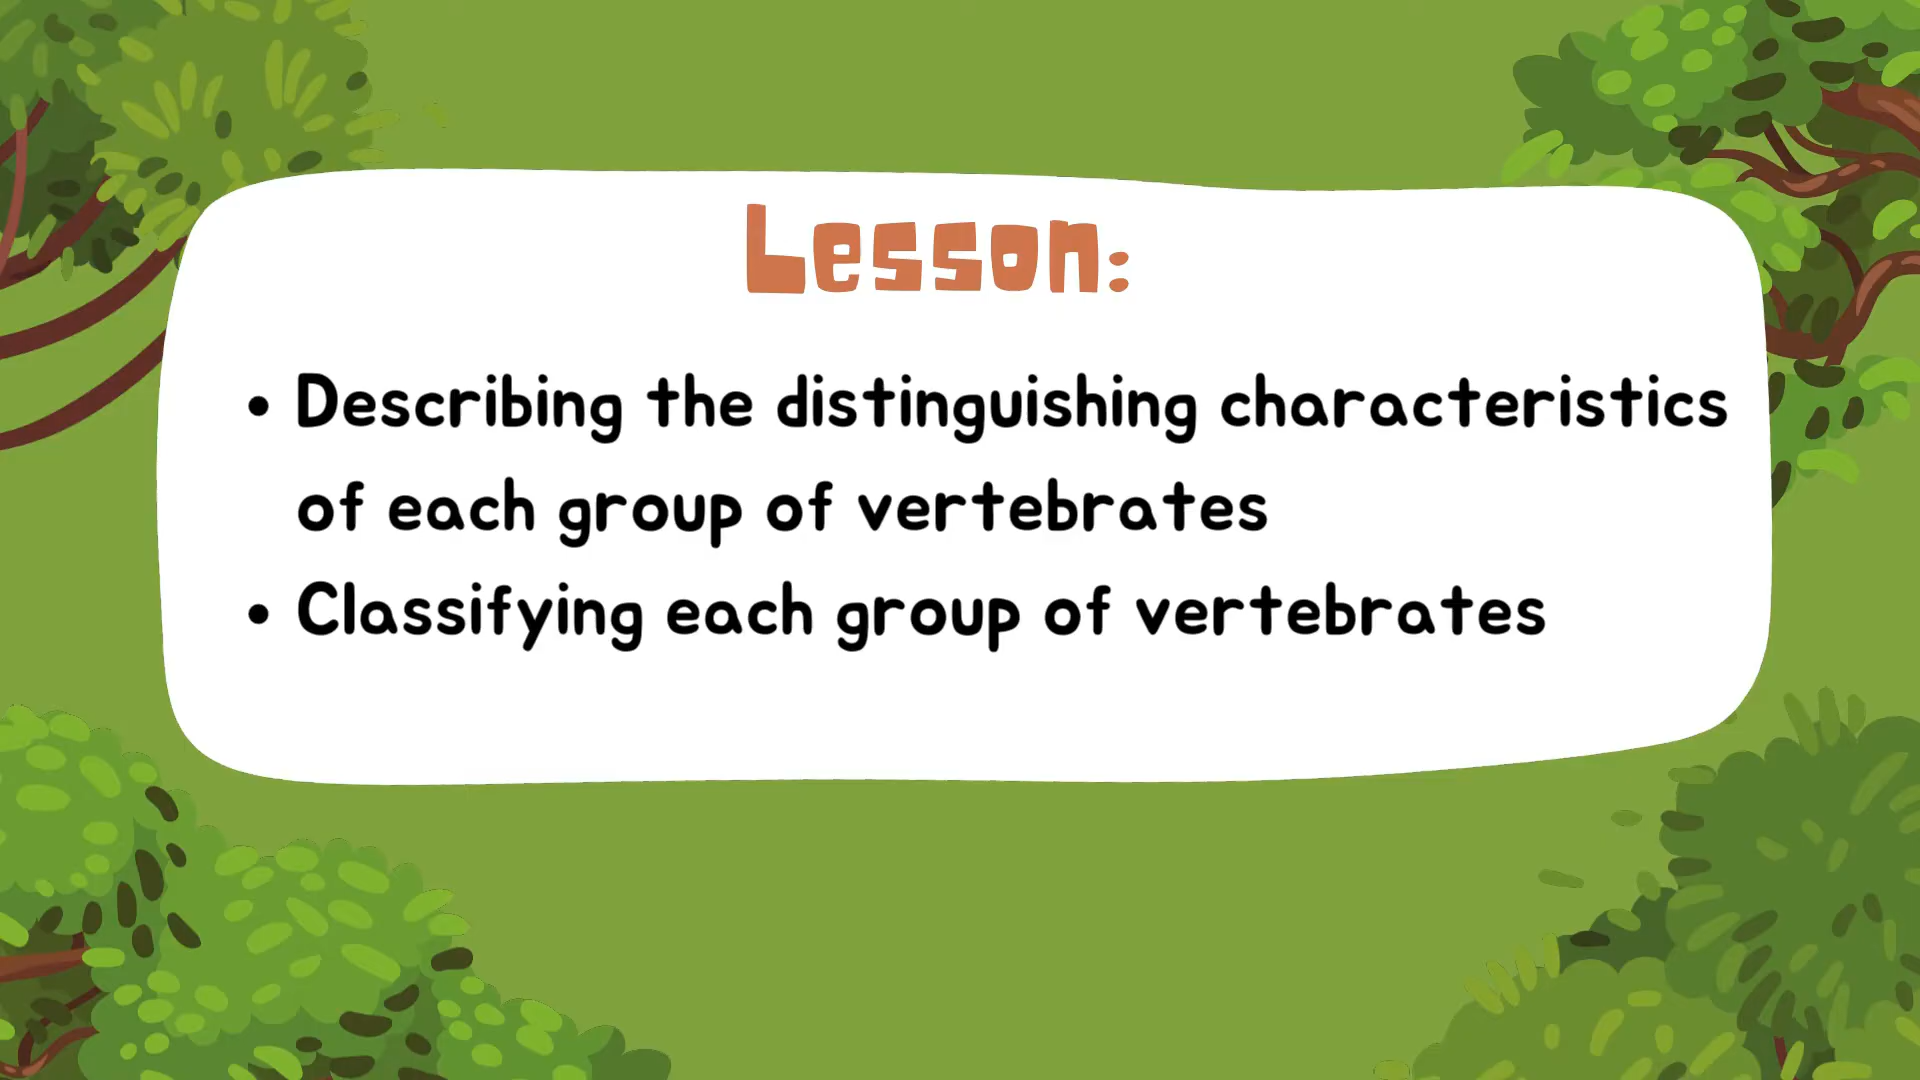 Lesson:
• Describing the distinguishing characteristics
of each group of vertebrates
• Classifying each group of vertebrates